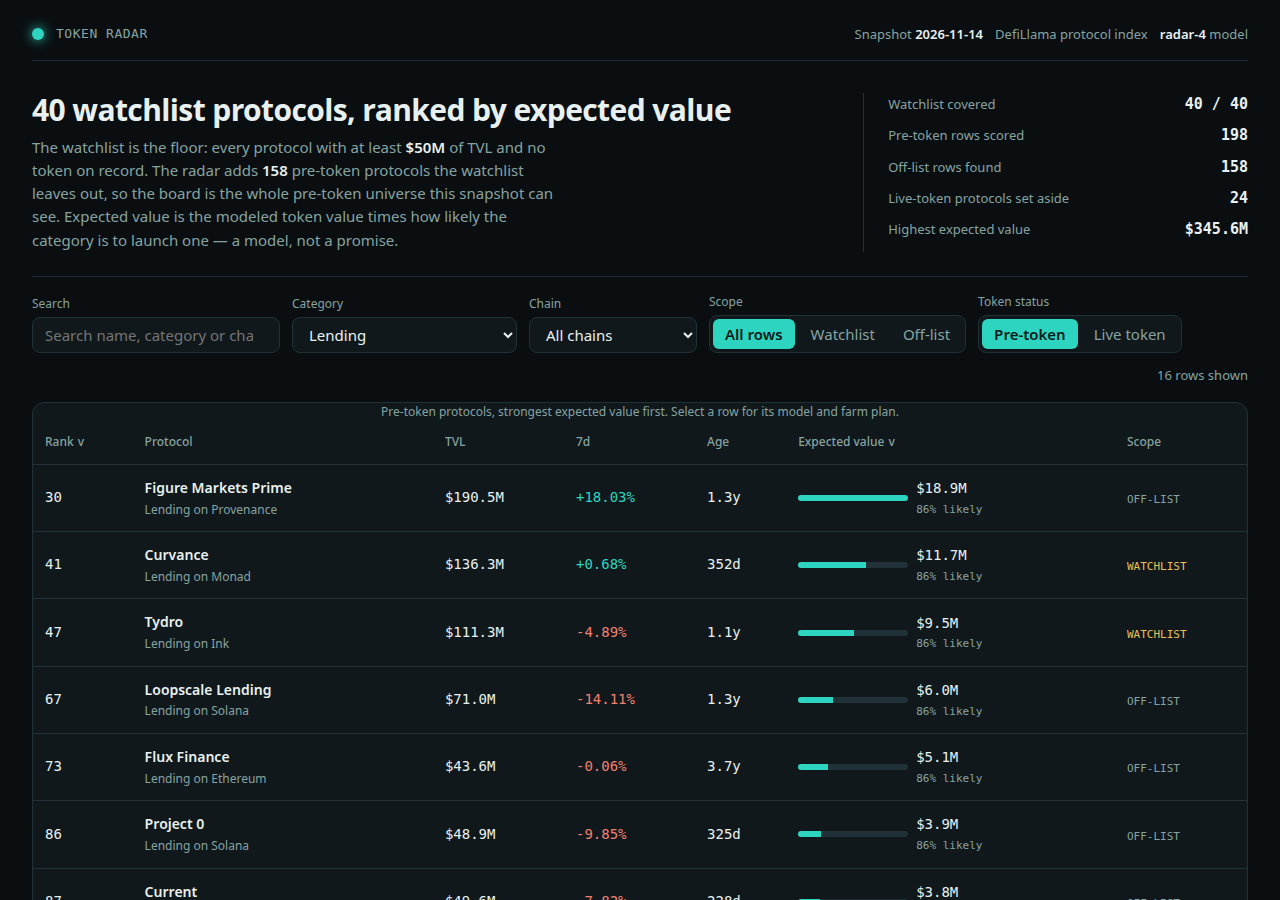 TOKEN RADAR
Snapshot 2026-11-14 DefiLlama protocol index radar-4 model
40 watchlist protocols, ranked by expected value
The watchlist is the floor: every protocol with at least $50M of TVL and no
token on record. The radar adds 158 pre-token protocols the watchlist
leaves out, so the board is the whole pre-token universe this snapshot can
see. Expected value is the modeled token value times how likely the
category is to launch one — a model, not a promise.
Watchlist covered 40 / 40
Pre-token rows scored 198
Off-list rows found 158
Live-token protocols set aside 24
Highest expected value $345.6M
Search Category Chain Scope Token status
Search name, category or cha Lending All chains All rows Watchlist Off-list Pre-token Live token
16 rows shown
Pre-token protocols, strongest expected value first. Select a row for its model and farm plan.
Rank v Protocol TVL 7d Age Expected value v Scope
30 Figure Markets Prime $190.5M +18.03% 1.3y $18.9M OFF-LIST
Lending on Provenance 86% likely
41 Curvance $136.3M +0.68% 352d $11.7M WATCHLIST
Lending on Monad 86% likely
47 Tydro $111.3M -4.89% 1.1y $9.5M WATCHLIST
Lending on Ink 86% likely
67 Loopscale Lending $71.0M -14.11% 1.3y $6.0M OFF-LIST
Lending on Solana 86% likely
73 Flux Finance $43.6M -0.06% 3.7y $5.1M OFF-LIST
Lending on Ethereum 86% likely
86 Project 0 $48.9M -9.85% 325d $3.9M OFF-LIST
Lending on Solana 86% likely
Current $3.8M